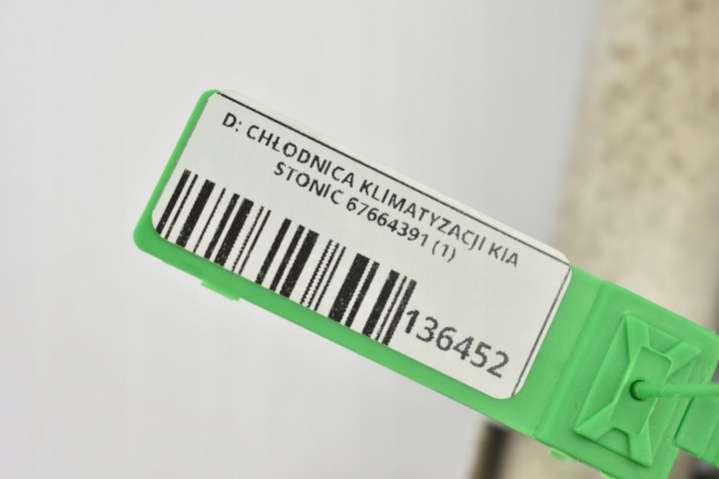 D: CHŁODNICA KLIMATYZACJI KIA
STONIC 67664391 (1)
136452